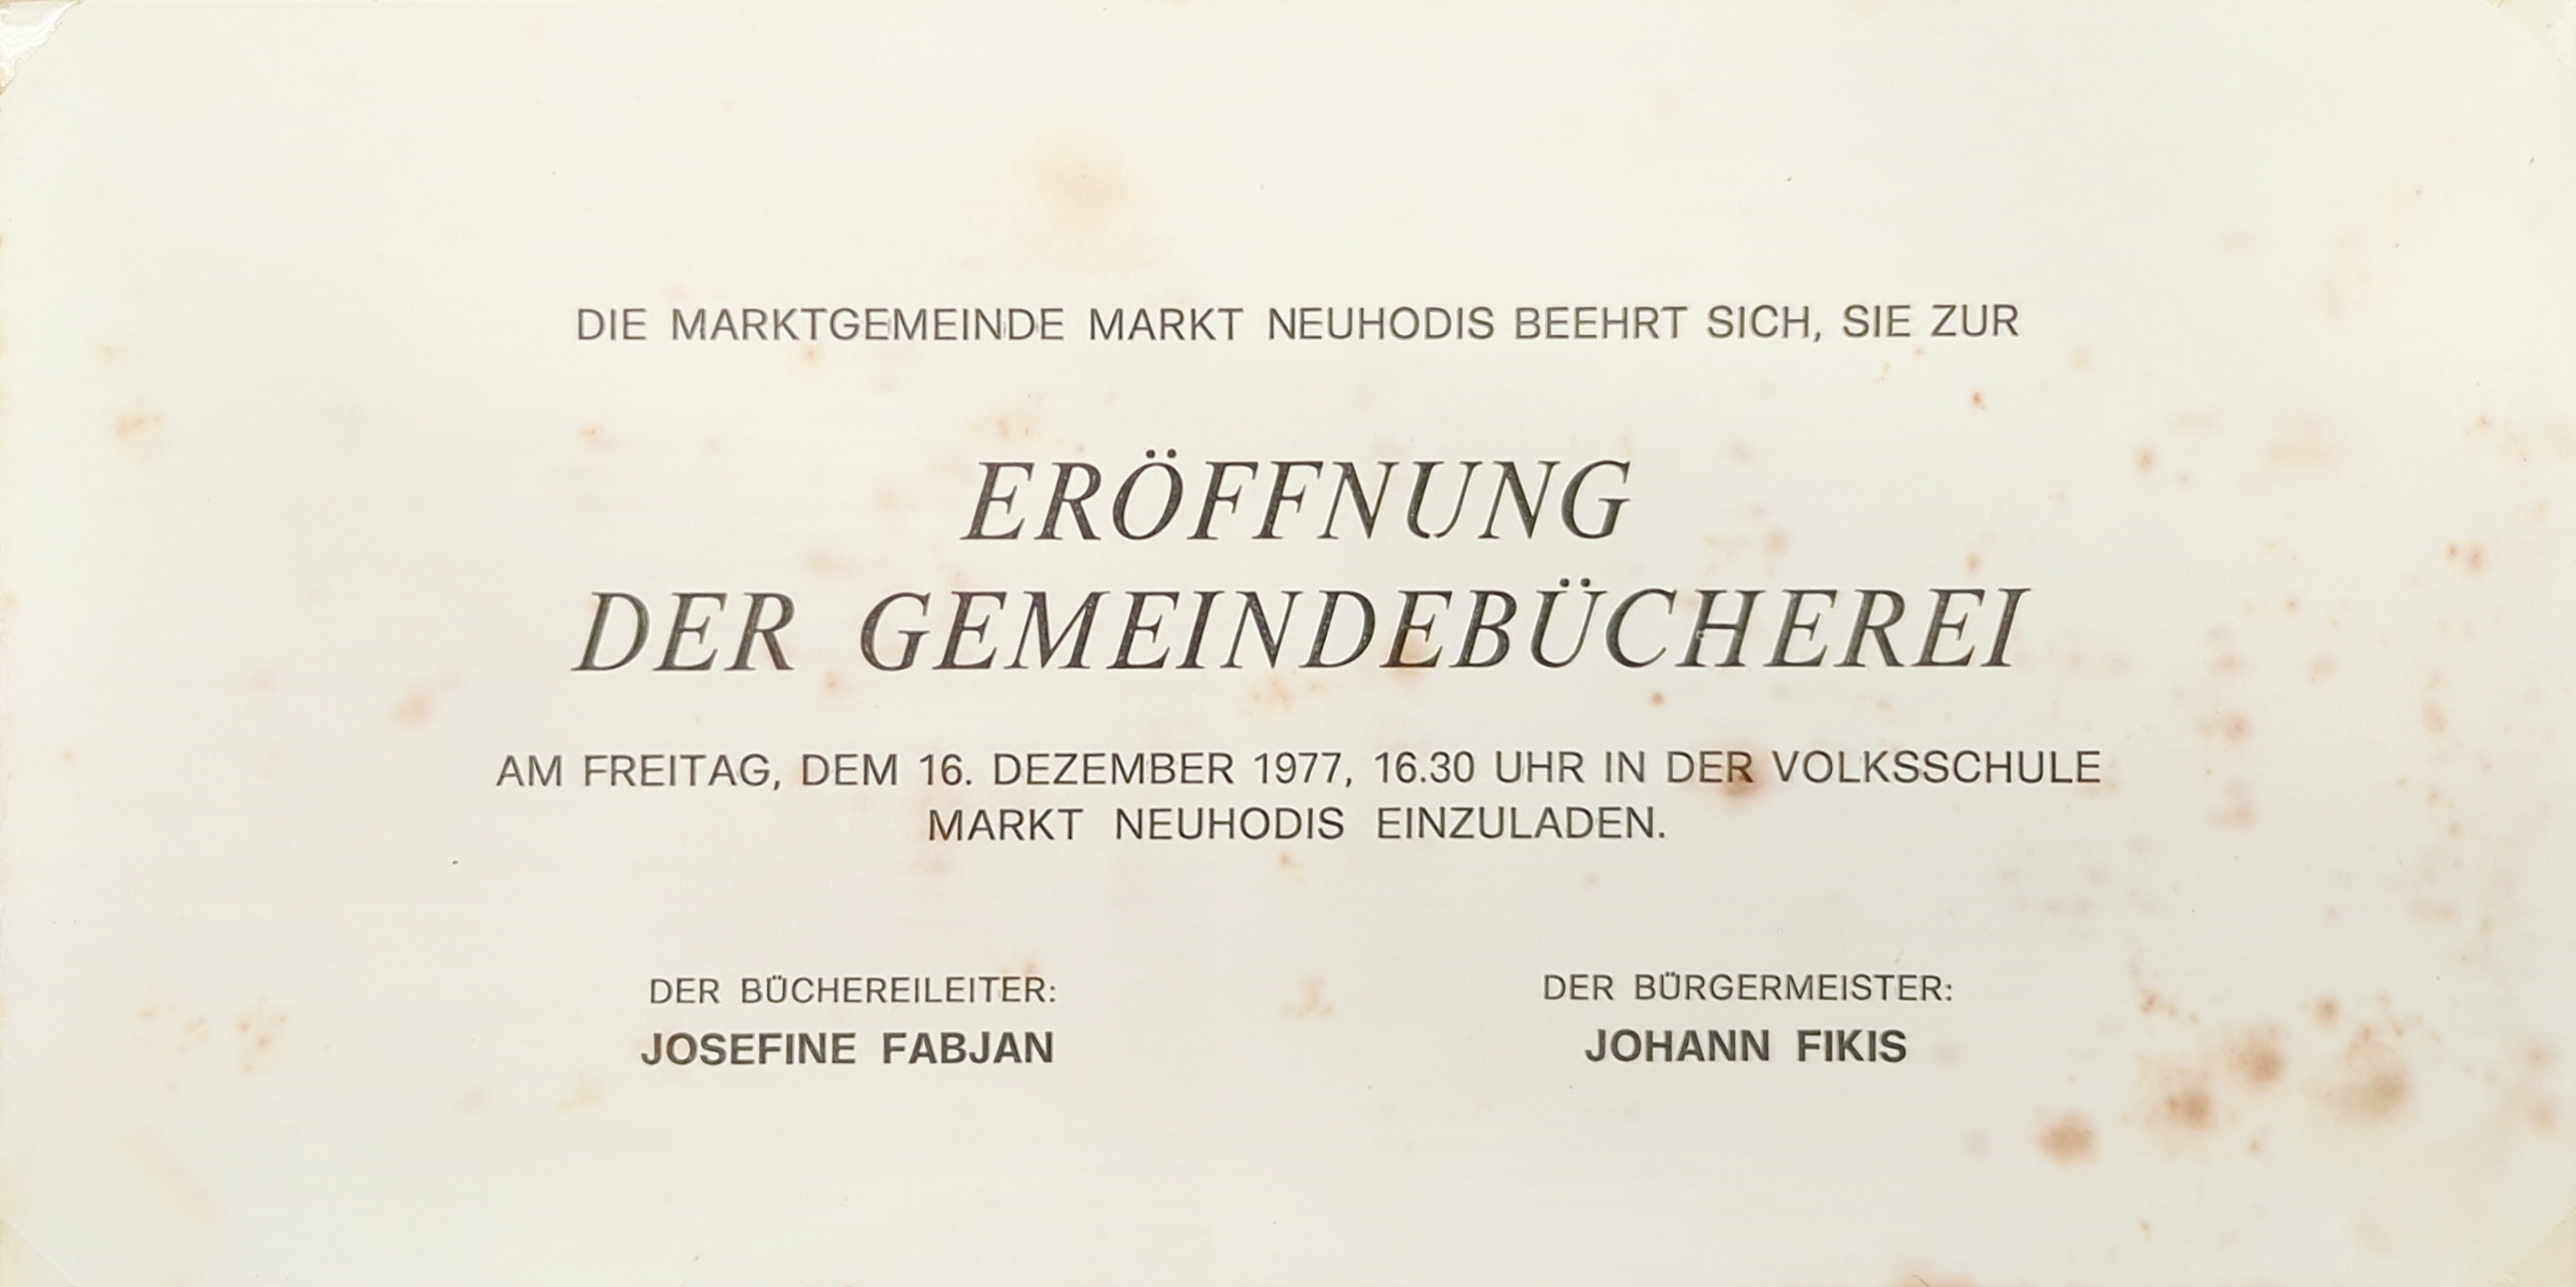 DIE MARKTGEMEINDE MARKT NEUHODIS BEEHRT SICH, SIE ZUR
ERÖFFNUNG
DER GEMEINDEBÜCHEREI
AM FREITAG, DEM 16. DEZEMBER 1977, 16.30 UHR IN DER VOLKSSCHULE
MARKT NEUHODIS EINZULADEN.
DER BÜCHEREILEITER:
JOSEFINE FABJAN
DER BÜRGERMEISTER:
JOHANN FIKIS